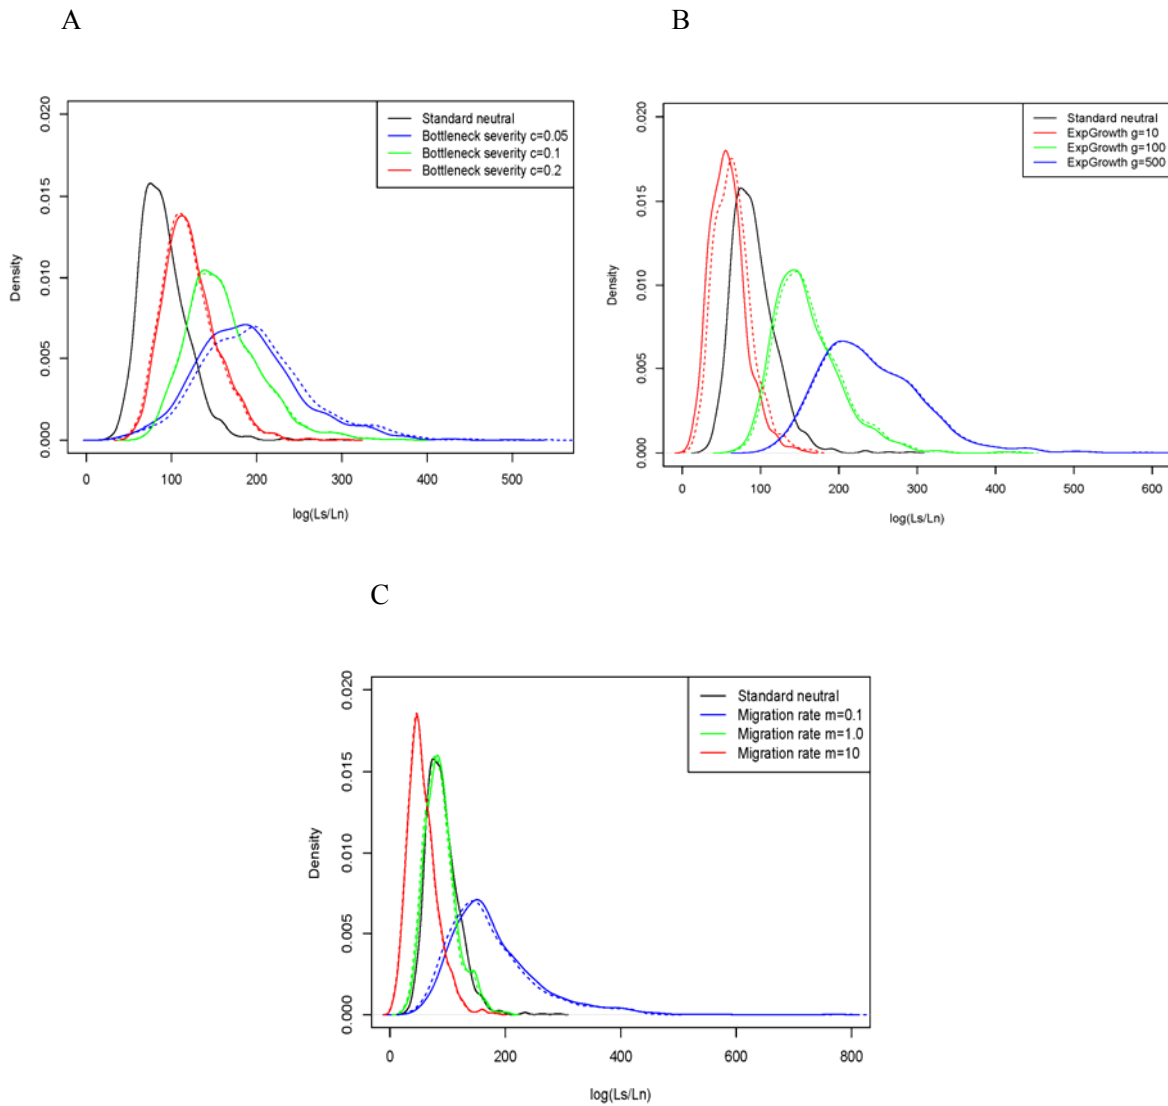 A
B
Standard neutral
Bottleneck severity c=0.05
Bottleneck severity c=0.1
Bottleneck severity c=0.2
0.020
0.015
0.010
0.005
0.000
Density
0 100 200 300 400 500
log(Ls/Ln)
Standard neutral
ExpGrowth g=10
ExpGrowth g=100
ExpGrowth g=500
0.020
0.015
0.010
0.005
0.000
Density
0 100 200 300 400 500 600
log(Ls/Ln)
C
Standard neutral
Migration rate m=0.1
Migration rate m=1.0
Migration rate m=10
0.020
0.015
0.010
0.005
0.000
Density
0 200 400 600 800
log(Ls/Ln)